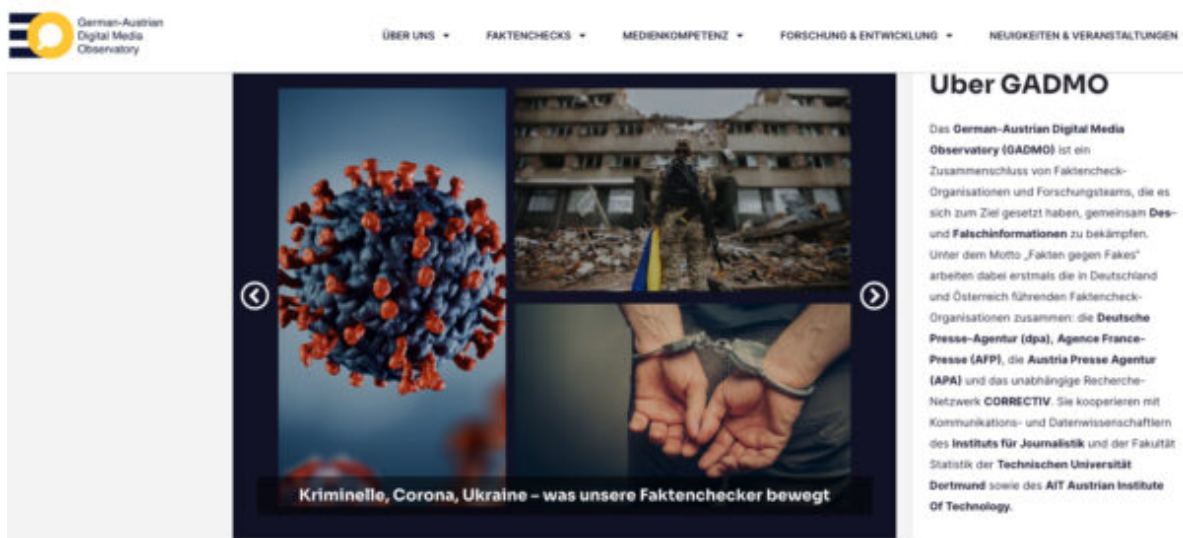 German-Austrian
Digital Media
Observatory
ÜBER UNS
FAKTENCHECKS
MEDIENKOMPETENZ
FORSCHUNG & ENTWICKLUNG
NEUIGKEITEN & VERANSTALTUNGEN
Kriminelle, Corona, Ukraine – was unsere Faktenchecker bewegt
Über GADMO
Das German-Austrian Digital Media
Observatory (GADMO) ist ein
Zusammenschluss von Faktencheck-
Organisationen und Forschungsteams, die es
sich zum Ziel gesetzt haben, gemeinsam Des-
und Falschinformationen zu bekämpfen.
Unter dem Motto „Fakten gegen Fakes“
arbeiten dabei erstmals die in Deutschland
und Österreich führenden Faktencheck-
Organisationen zusammen: die Deutsche
Presse-Agentur (dpa), Agence France-
Presse (AFP), die Austria Presse Agentur
(APA) und das unabhängige Recherche-
Netzwerk CORRECTIV. Sie kooperieren mit
Kommunikations- und Datenwissenschaftlern
des Instituts für Journalistik und der Fakultät
Statistik der Technischen Universität
Dortmund sowie des AIT Austrian Institute
Of Technology.